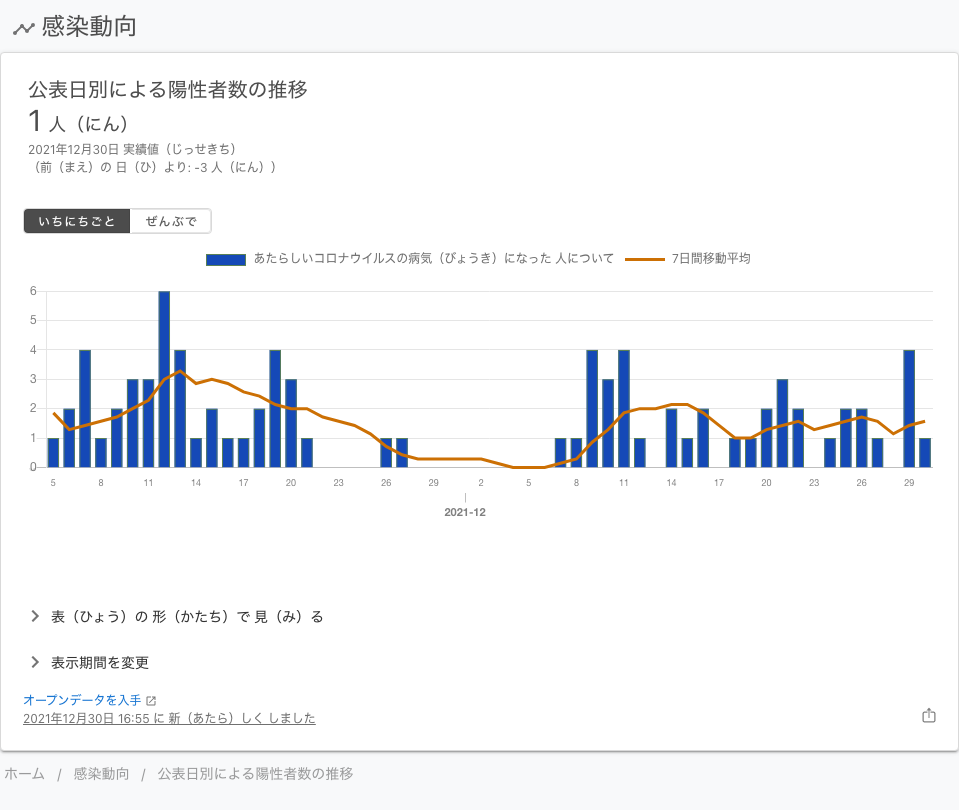 感染動向
公表日別による陽性者数の推移
1 人（にん）
2021年12月30日 実績値（じっせきち）
（前（まえ）の 日（ひ）より: -3 人（にん））
いちにちごと ぜんぶで
あたらしいコロナウイルスの病気（びょうき）になった 人について 7日間移動平均
6
5
4
3
2
1
0
5 8 11 14 17 20 23 26 29 2 5 8 11 14 17 20 23 26 29
2021-12
表（ひょう）の 形（かたち）で 見（み）る
表示期間を変更
オープンデータを入手
2021年12月30日 16:55 に 新（あたら）しく しました
ホーム / 感染動向 / 公表日別による陽性者数の推移